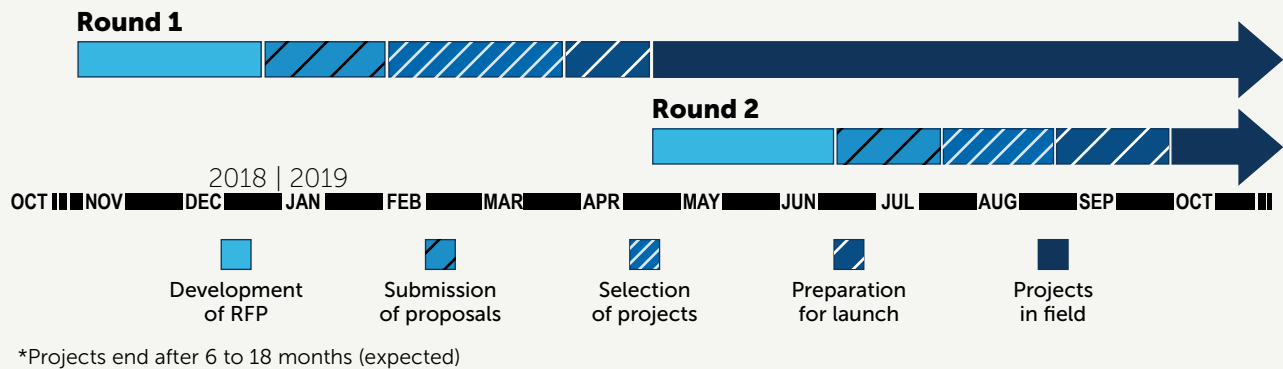 Round 1
Round 2
2018 | 2019
OCT NOV DEC JAN FEB MAR APR MAY JUN JUL AUG SEP OCT
Development
of RFP
Submission
of proposals
Selection
of projects
Preparation
for launch
Projects
in field
*Projects end after 6 to 18 months (expected)